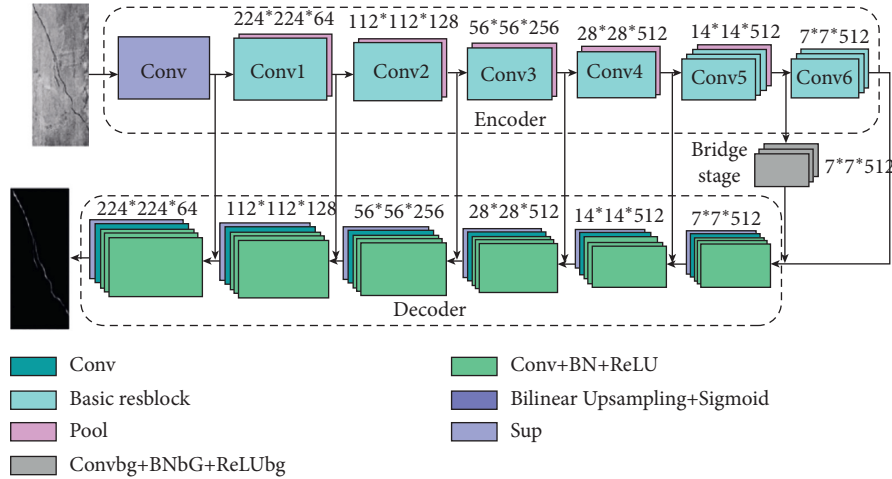 224*224*64
112*112*128
56*56*256
28*28*512
14*14*512
7*7*512
Conv
Conv1
Conv2
Conv3
Conv4
Conv5
Conv6
Encoder
Bridge
stage
7*7*512
224*224*64
112*112*128
56*56*256
28*28*512
14*14*512
7*7*512
Decoder
Conv
Basic resblock
Pool
Convbg+BNbG+ReLUbg
Conv+BN+ReLU
Bilinear Upsampling+Sigmoid
Sup